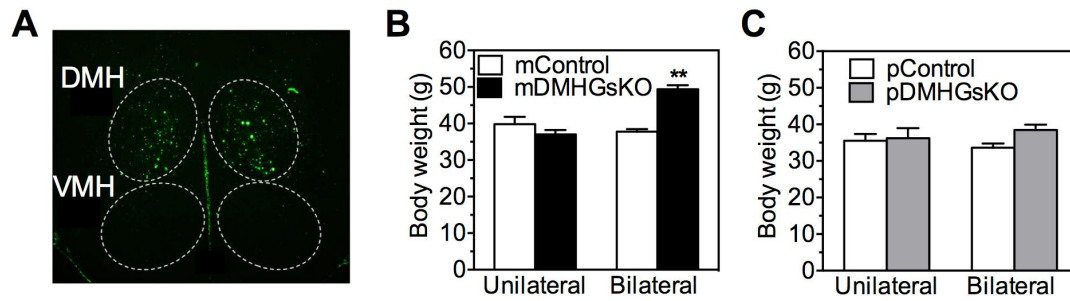 A
DMH
VMH
B
Body weight (g)
60
50
40
30
20
10
0
mControl
mDMHGsKO
**
Unilateral Bilateral
C
Body weight (g)
60
50
40
30
20
10
0
pControl
pDMHGsKO
Unilateral Bilateral